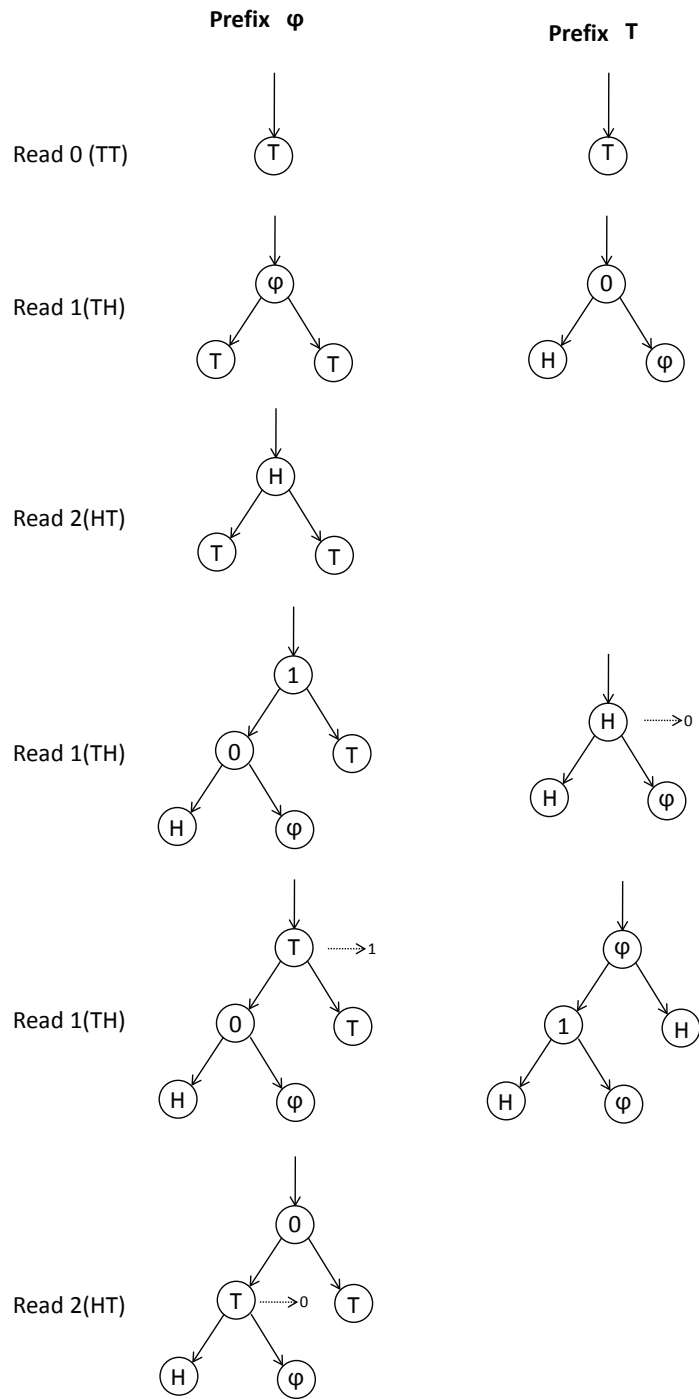 Prefix φ
Prefix T
Read 0 (TT)
T
T
Read 1(TH)
φ
0
T
T
H
φ
Read 2(HT)
H
T
T
Read 1(TH)
1
0
T
H
φ
H
0
H
φ
Read 1(TH)
T
1
0
T
H
φ
φ
1
H
H
φ
Read 2(HT)
0
T
0
T
H
φ